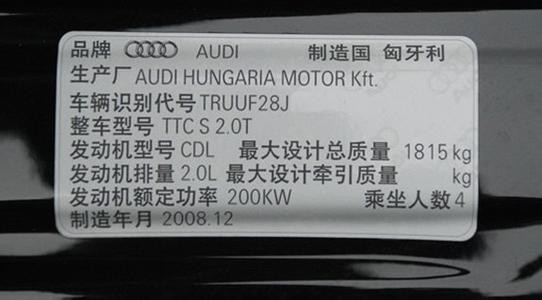 品牌 AUDI 制造国 匈牙利
生产厂 AUDI HUNGARIA MOTOR Kft.
车辆识别代号 TRUUF28J
整车型号 TTC S 2.0T
发动机型号 CDL 最大设计总质量 1815 kg
发动机排量 2.0L 最大设计牵引质量 kg
发动机额定功率 200KW 乘坐人数 4
制造年月 2008.12